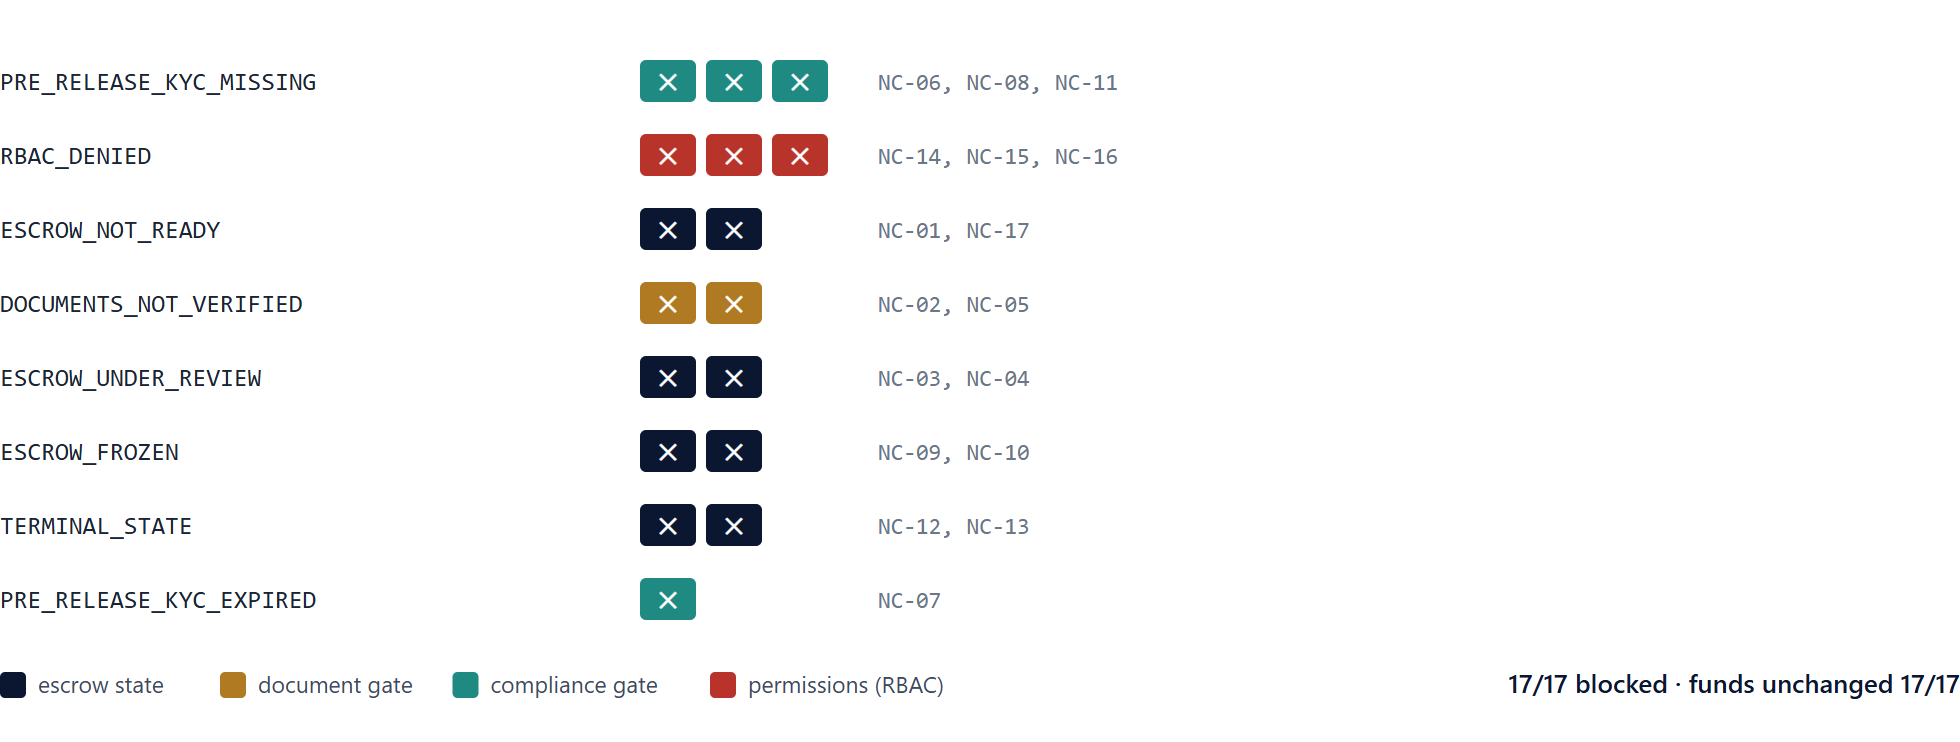 PRE_RELEASE_KYC_MISSING × × × NC-06, NC-08, NC-11
RBAC_DENIED × × × NC-14, NC-15, NC-16
ESCROW_NOT_READY × × NC-01, NC-17
DOCUMENTS_NOT_VERIFIED × × NC-02, NC-05
ESCROW_UNDER_REVIEW × × NC-03, NC-04
ESCROW_FROZEN × × NC-09, NC-10
TERMINAL_STATE × × NC-12, NC-13
PRE_RELEASE_KYC_EXPIRED × NC-07
escrow state document gate compliance gate permissions (RBAC) 17/17 blocked · funds unchanged 17/17